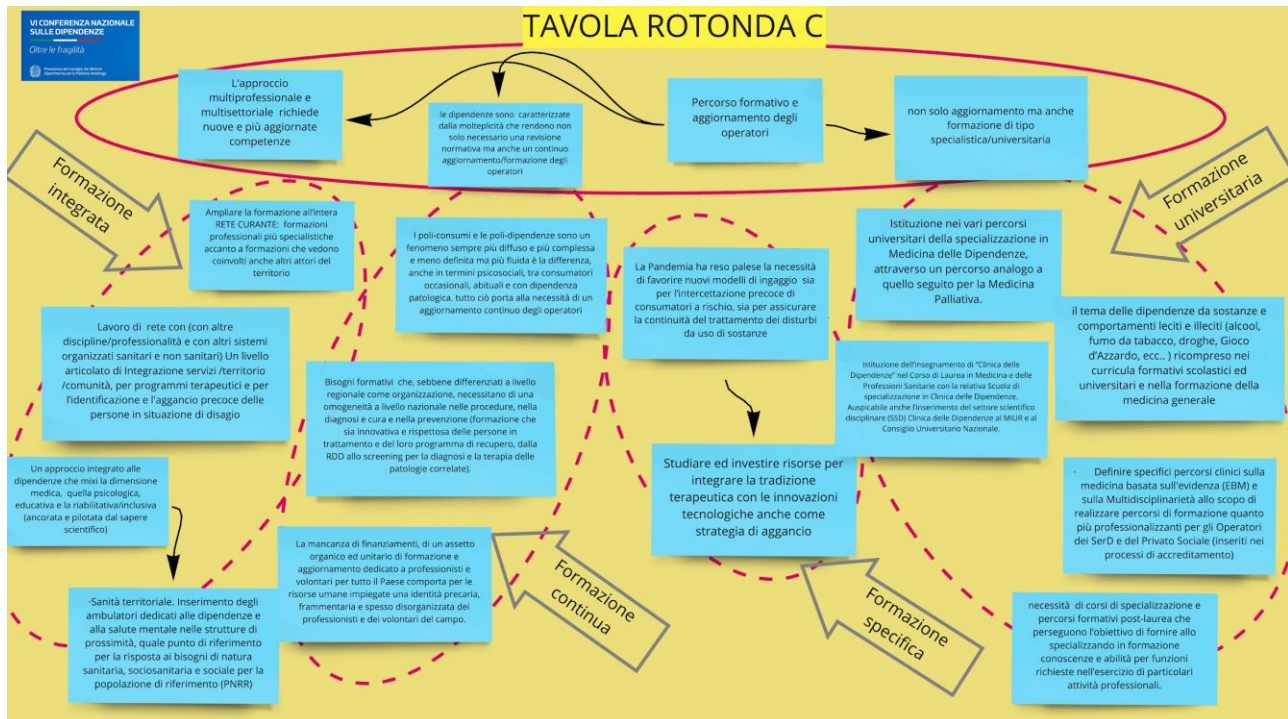 VI CONFERENZA NAZIONALE
SULLE DIPENDENZE
Oltre le fragilità
TAVOLA ROTONDA C
L'approccio
multiprofessionale e
multisettoriale richiede
nuove e più aggiornate
competenze
le dipendenze sono caratterizzate
dalla molteplicità che rendono non
solo necessario una revisione
normativa ma anche un continuo
aggiornamento/formazione degli
operatori
Percorso formativo e
aggiornamento degli
operatori
non solo aggiornamento ma anche
formazione di tipo
specialistica/universitaria
Formazione
integrata
Formazione
universitaria
Ampliare la formazione all'intera
RETE CURANTE: formazioni
professionali più specialistiche
accanto a formazioni che vedono
coinvolti anche altri attori del
territorio
Lavoro di rete con (con altre
discipline/professionalità e con altri sistemi
organizzati sanitari e non sanitari) Un livello
articolato di Integrazione servizi /territorio
/comunità, per programmi terapeutici e per
l'identificazione e l'aggancio precoce delle
persone in situazione di disagio
Un approccio integrato alle
dipendenze che mixi la dimensione
medica, quella psicologica,
educativa e la riabilitativa/inclusiva
(ancorata e pilotata dal sapere
scientifico)
-Sanità territoriale. Inserimento degli
ambulatori dedicati alle dipendenze e
alla salute mentale nelle strutture di
prossimità, quale punto di riferimento
per la risposta ai bisogni di natura
sanitaria, sociosanitaria e sociale per la
popolazione di riferimento (PNRR)
I poli-consumi e le poli-dipendenze sono un
fenomeno sempre più diffuso e più complessa
e meno definita ma più fluida é la differenza,
anche in termini psicosociali, tra consumatori
occasionali, abituali e con dipendenza
patologica. tutto ciò porta alla necessità di un
aggiornamento continuo degli operatori
Bisogni formativi che, sebbene differenziati a livello
regionale come organizzazione, necessitano di una
omogeneità a livello nazionale nelle procedure, nella
diagnosi e cura e nella prevenzione (formazione che
sia innovativa e rispettosa delle persone in
trattamento e del loro programma di recupero, dalla
RDD allo screening per la diagnosi e la terapia delle
patologie correlate).
La mancanza di finanziamenti, di un assetto
organico ed unitario di formazione e
aggiornamento dedicato a professionisti e
volontari per tutto il Paese comporta per le
risorse umane impiegate una identità precaria,
frammentaria e spesso disorganizzata dei
professionisti e dei volontari del campo.
Formazione
continua
La Pandemia ha reso palese la necessità
di favorire nuovi modelli di ingaggio sia
per l'intercettazione precoce di
consumatori a rischio, sia per assicurare
la continuità del trattamento dei disturbi
da uso di sostanze
Studiare ed investire risorse per
integrare la tradizione
terapeutica con le innovazioni
tecnologiche anche come
strategia di aggancio
Formazione
specifica
Istituzione nei vari percorsi
universitari della specializzazione in
Medicina delle Dipendenze,
attraverso un percorso analogo a
quello seguito per la Medicina
Palliativa.
Istituzione dell'insegnamento di "Clinica delle
Dipendenze" nel Corso di Laurea in Medicina e delle
Professioni Sanitarie con la relativa Scuola di
specializzazione in Clinica delle Dipendenze.
Auspicabile anche l'inserimento del settore scientifico
disciplinare (SSD) Clinica delle Dipendenze al MIUR e al
Consiglio Universitario Nazionale.
il tema delle dipendenze da sostanze e
comportamenti leciti e illeciti (alcool,
fumo da tabacco, droghe, Gioco
d'Azzardo, ecc.. ) ricompreso nei
curricula formativi scolastici ed
universitari e nella formazione della
medicina generale
· Definire specifici percorsi clinici sulla
medicina basata sull'evidenza (EBM) e
sulla Multidisciplinarietà allo scopo di
realizzare percorsi di formazione quanto
più professionalizzanti per gli Operatori
dei SerD e del Privato Sociale (inseriti nei
processi di accreditamento)
necessità di corsi di specializzazione e
percorsi formativi post-laurea che
perseguono l'obiettivo di fornire allo
specializzando in formazione
conoscenze e abilità per funzioni
richieste nell'esercizio di particolari
attività professionali.